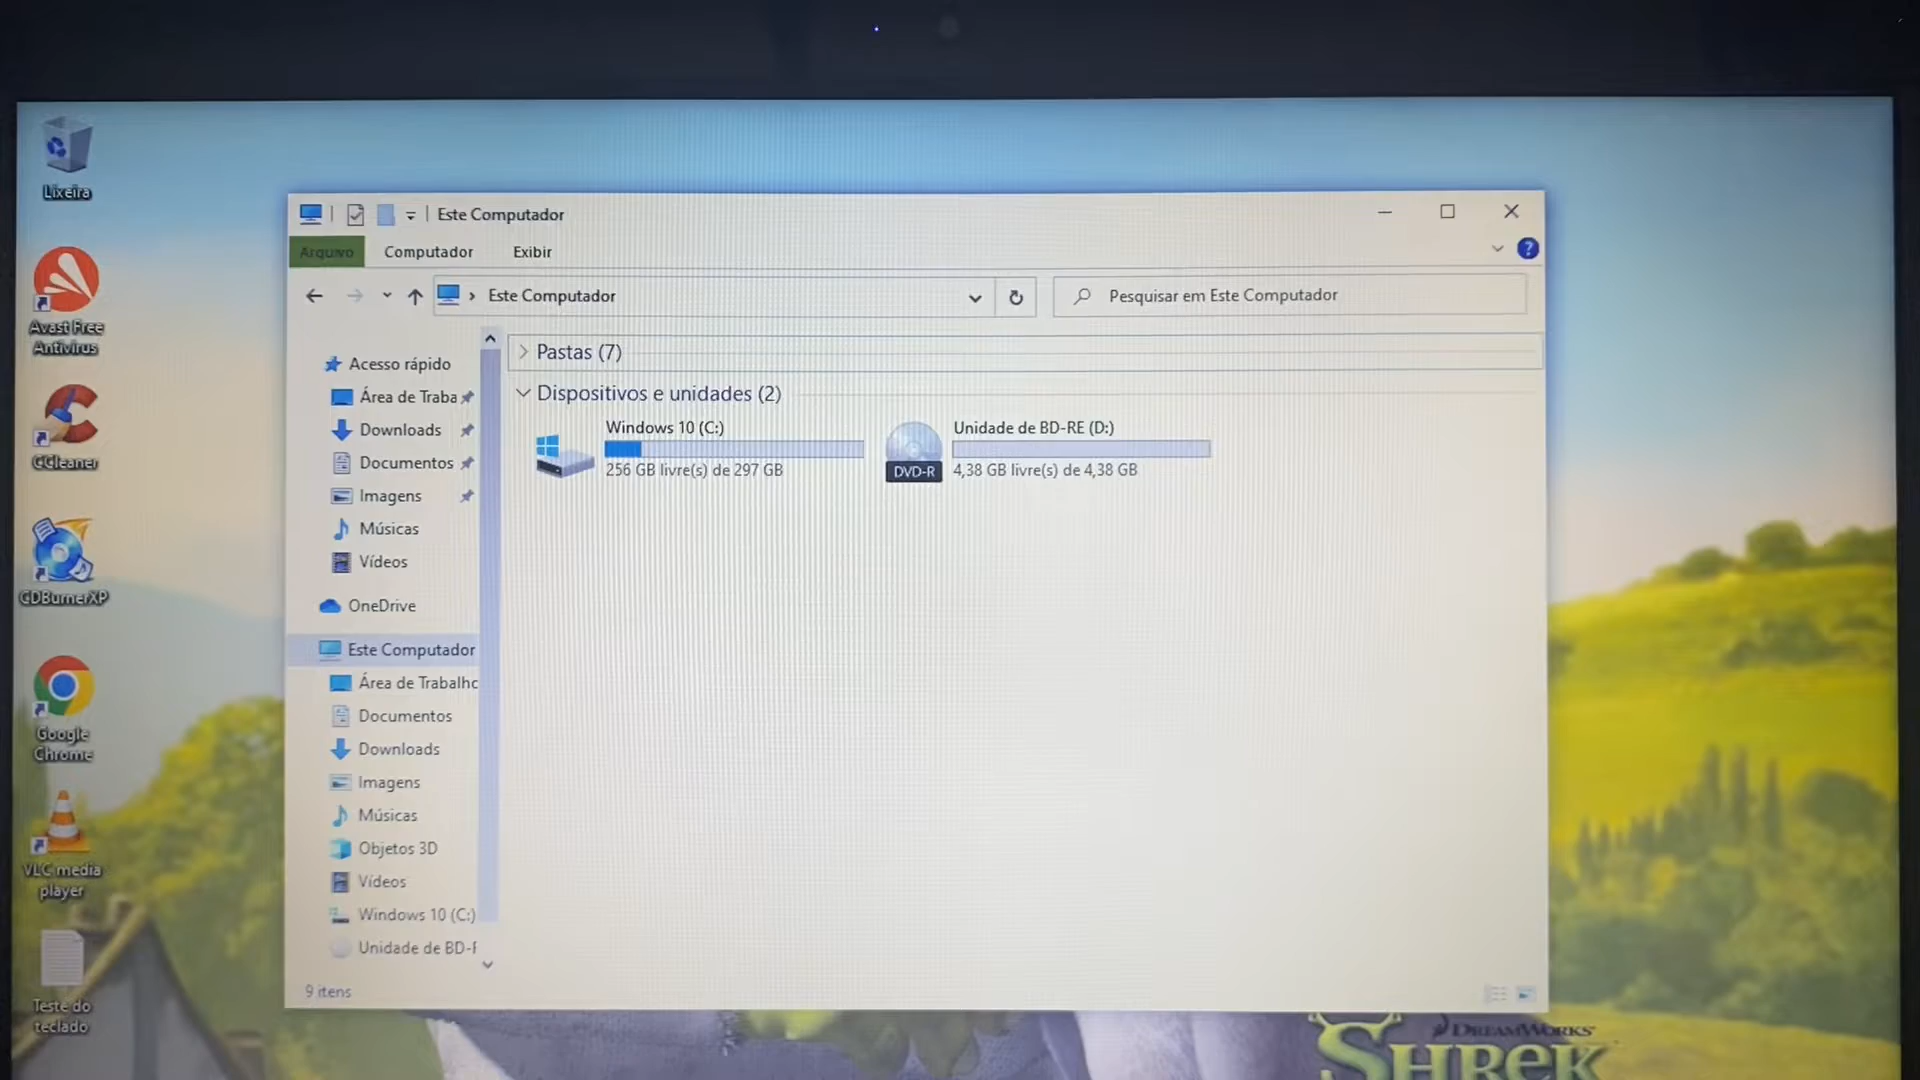 Lixeira
Avast Free
Antivirus
CCleaner
CDBurnerXP
Google
Chrome
VLC media
player
Teste do
teclado
Este Computador
Arquivo Computador Exibir
?
Este Computador
Pesquisar em Este Computador
Acesso rápido
Área de Traba
Downloads
Documentos
Imagens
Músicas
Vídeos
OneDrive
Este Computador
Área de Trabalhc
Documentos
Downloads
Imagens
Músicas
Objetos 3D
Vídeos
Windows 10 (C:)
Unidade de BD-F
Pastas (7)
Dispositivos e unidades (2)
Windows 10 (C:)
256 GB livre(s) de 297 GB
DVD-R
Unidade de BD-RE (D:)
4,38 GB livre(s) de 4,38 GB
9 itens
DREAMWORKS
SHREK